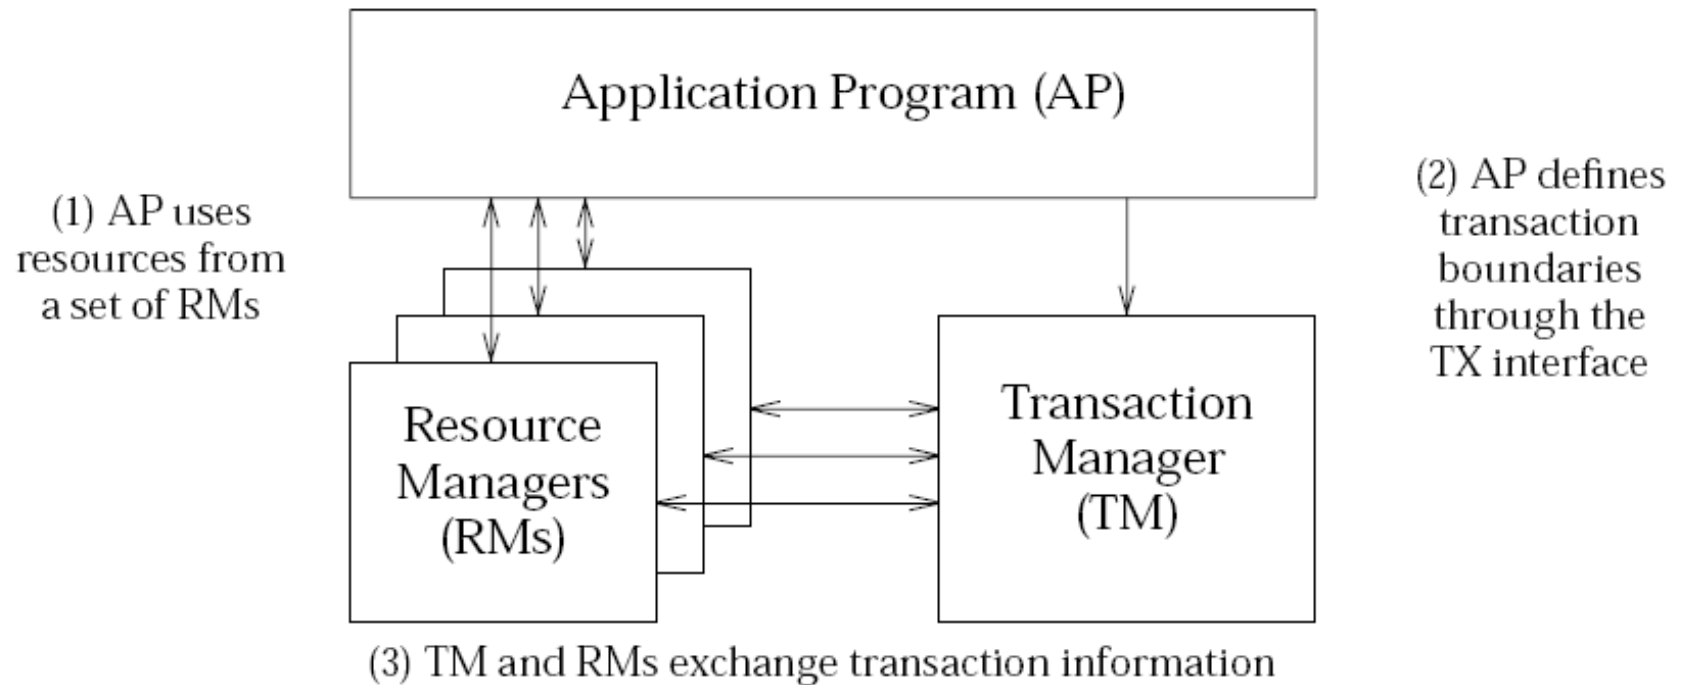 Application Program (AP)
(1) AP uses
resources from
a set of RMs
(2) AP defines
transaction
boundaries
through the
TX interface
Resource
Managers
(RMs)
Transaction
Manager
(TM)
(3) TM and RMs exchange transaction information